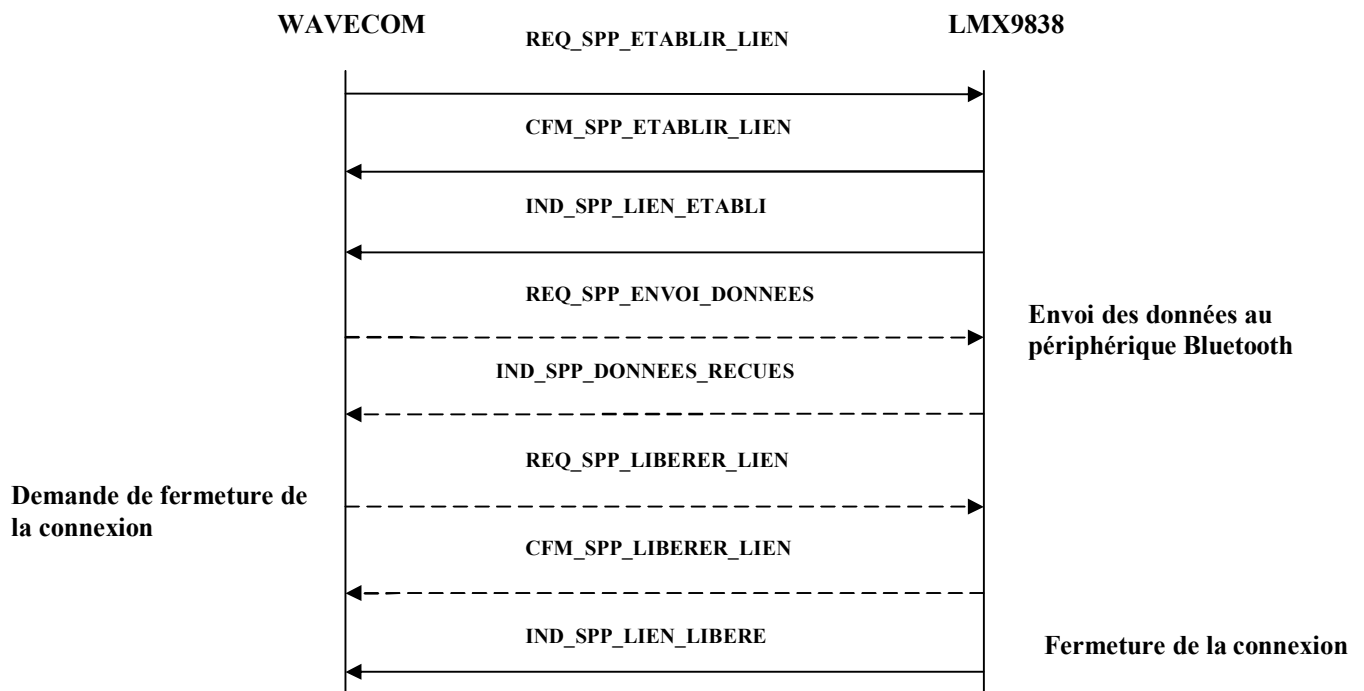 WAVECOM
LMX9838
REQ_SPP_ETABLIR_LIEN
CFM_SPP_ETABLIR_LIEN
IND_SPP_LIEN_ETABLI
REQ_SPP_ENVOI_DONNEES
Envoi des données au
périphérique Bluetooth
IND_SPP_DONNEES_RECUES
REQ_SPP_LIBERER_LIEN
Demande de fermeture de
la connexion
CFM_SPP_LIBERER_LIEN
IND_SPP_LIEN_LIBERE
Fermeture de la connexion